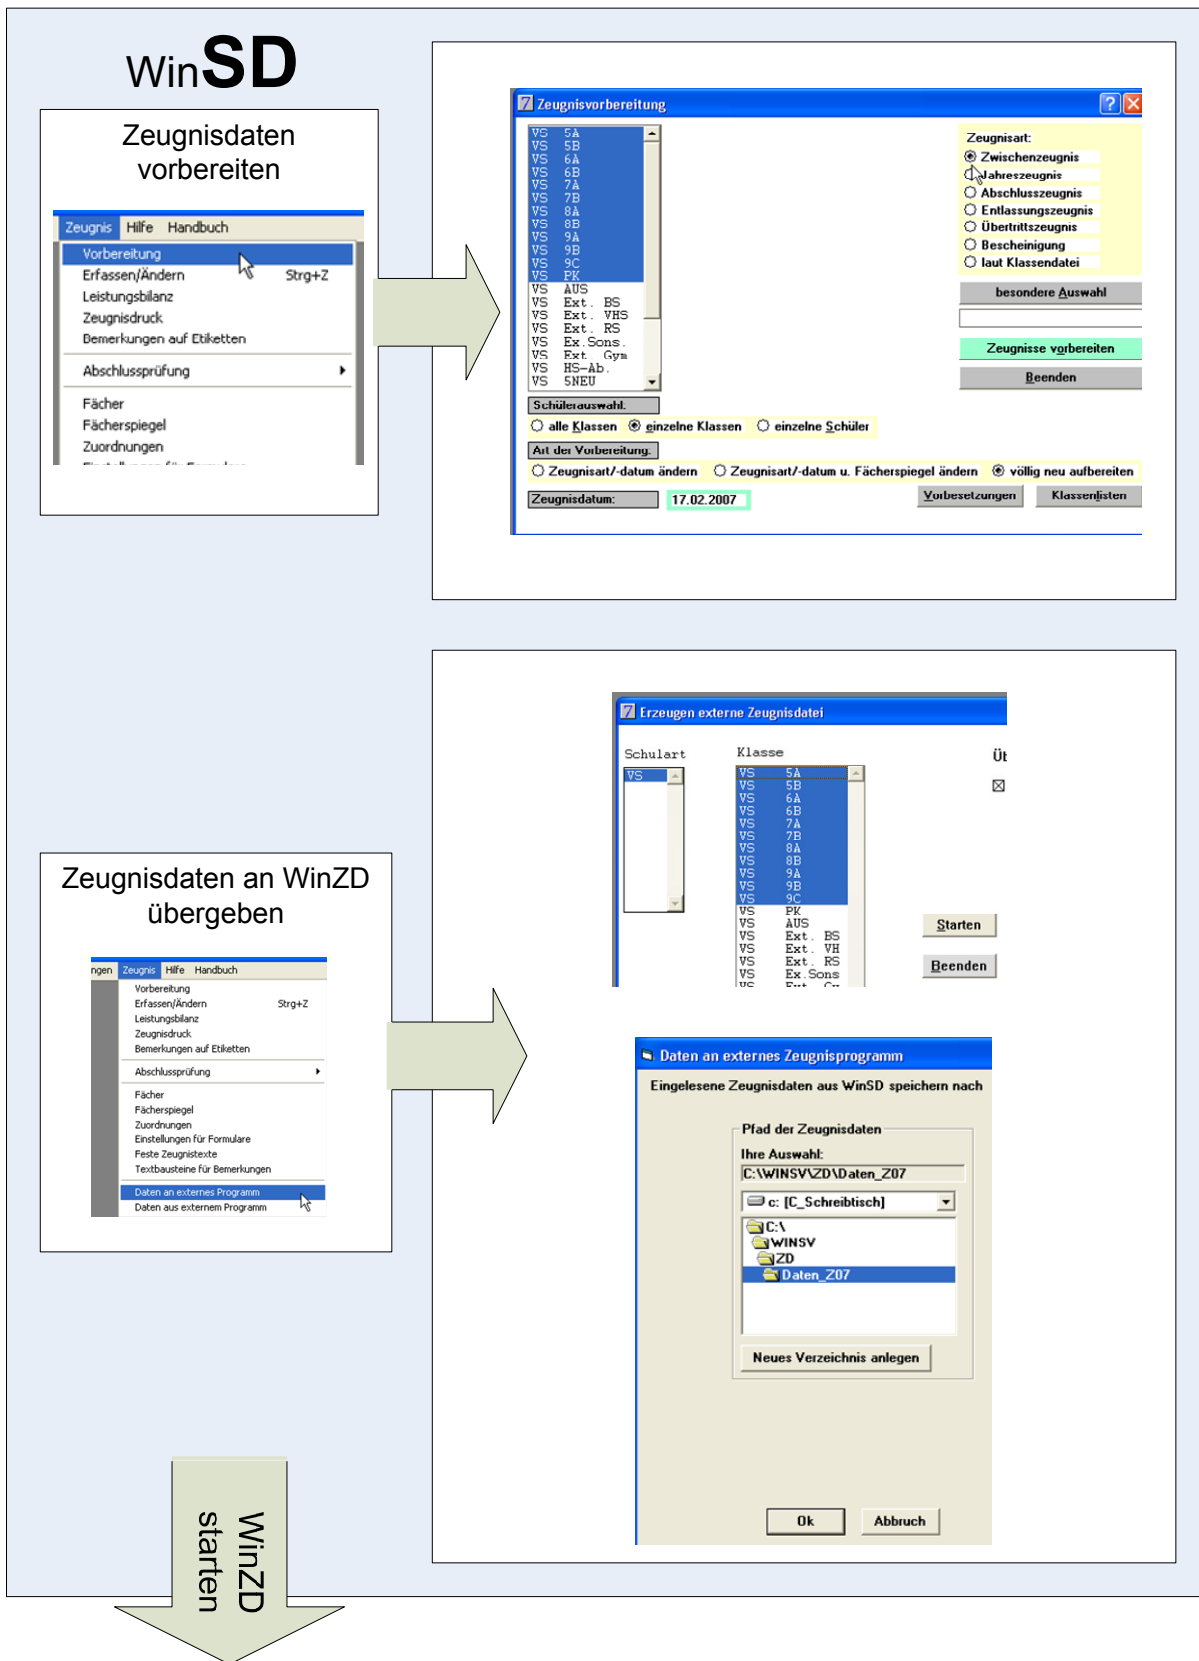 WinSD
Zeugnisdaten
vorbereiten
Zeugnis Hilfe Handbuch
Vorbereitung
Erfassen/Ändern Strg+Z
Leistungsbilanz
Zeugnisdruck
Bemerkungen auf Etiketten
Abschlussprüfung
Fächer
Fächerspiegel
Zuordnungen
Einstellungen für Formulare
Zeugnisvorbereitung
VS 5A
VS 5B
VS 6A
VS 6B
VS 7A
VS 7B
VS 8A
VS 8B
VS 9A
VS 9B
VS 9C
VS PK
VS AUS
VS Ext. BS
VS Ext. VHS
VS Ext. RS
VS Ex.Sons.
VS Ext. Gym
VS HS-Ab.
VS 5NEU
Zeugnisart:
Zwischenzeugnis
Jahreszeugnis
Abschlusszeugnis
Entlassungszeugnis
Übertrittszeugnis
Bescheinigung
laut Klassendatei
besondere Auswahl
Zeugnisse vorbereiten
Beenden
Schülerauswahl:
alle Klassen einzelne Klassen einzelne Schüler
Art der Vorbereitung:
Zeugnisart/-datum ändern Zeugnisart/-datum u. Fächerspiegel ändern völlig neu aufbereiten
Zeugnisdatum: 17.02.2007 Vorbesetzungen Klassenlisten
Zeugnisdaten an WinZD
übergeben
ngen Zeugnis Hilfe Handbuch
Vorbereitung
Erfassen/Ändern Strg+Z
Leistungsbilanz
Zeugnisdruck
Bemerkungen auf Etiketten
Abschlussprüfung
Fächer
Fächerspiegel
Zuordnungen
Einstellungen für Formulare
Feste Zeugnistexte
Textbausteine für Bemerkungen
Daten an externes Programm
Daten aus externem Programm
Erzeugen externe Zeugnisdatei
Schulart Klasse Üt
VS
VS 5A
VS 5B
VS 6A
VS 6B
VS 7A
VS 7B
VS 8A
VS 8B
VS 9A
VS 9B
VS 9C
VS PK
VS AUS
VS Ext. BS
VS Ext. VH
VS Ext. RS
VS Ex.Sons
VS Ext. Gy
Starten
Beenden
Daten an externes Zeugnisprogramm
Eingelesene Zeugnisdaten aus WinSD speichern nach
Pfad der Zeugnisdaten
Ihre Auswahl:
C:\WINSV\ZD\Daten_Z07
c: [C_Schreibtisch]
C:\
WINSV
ZD
Daten_Z07
Neues Verzeichnis anlegen
Ok Abbruch
WinZD
starten